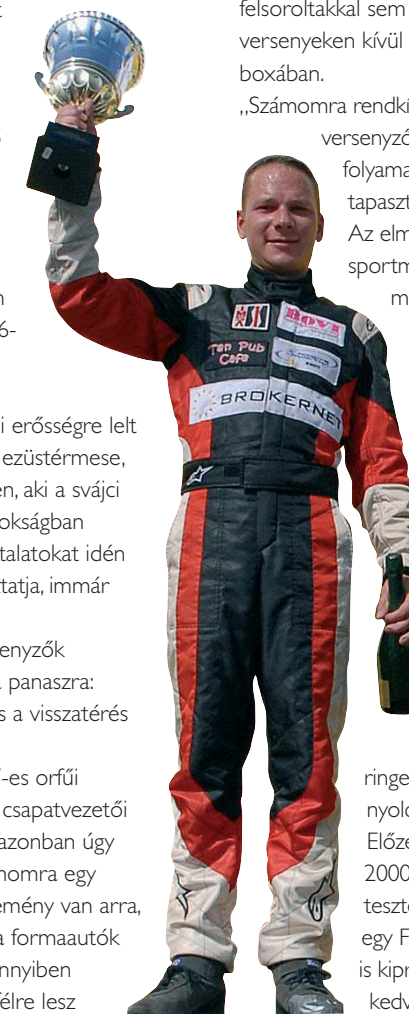 felsoroltakkal sem
versenyeken kívül
boxában.
„Számomra rendkí
versenyző
folyama
tapaszt
Az elm
sportm
m
6-
i erősségre lelt
ezüstérmese,
en, aki a svájci
okságban
talatokat idén
tatja, immár
enyzők
panaszra:
s a visszatérés
-es orfűi
csapatvezetői
azonban úgy
nomra egy
emény van arra,
a formaautók
nnyiben
félre lesz
ringe
nyolc
Előze
2000
teszte
egy F
is kipr
kedv
ROVI
Ten Pub
Cafe
BROKERNET